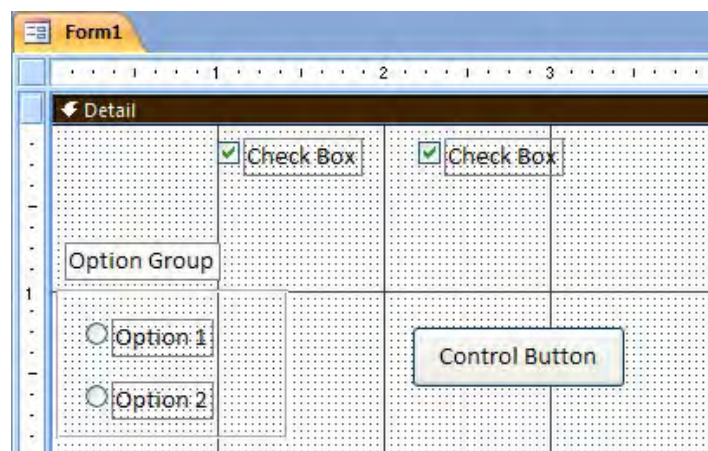 Form1
1 2 3
Detail
Check Box Check Box
Option Group
1
Option 1
Control Button
Option 2